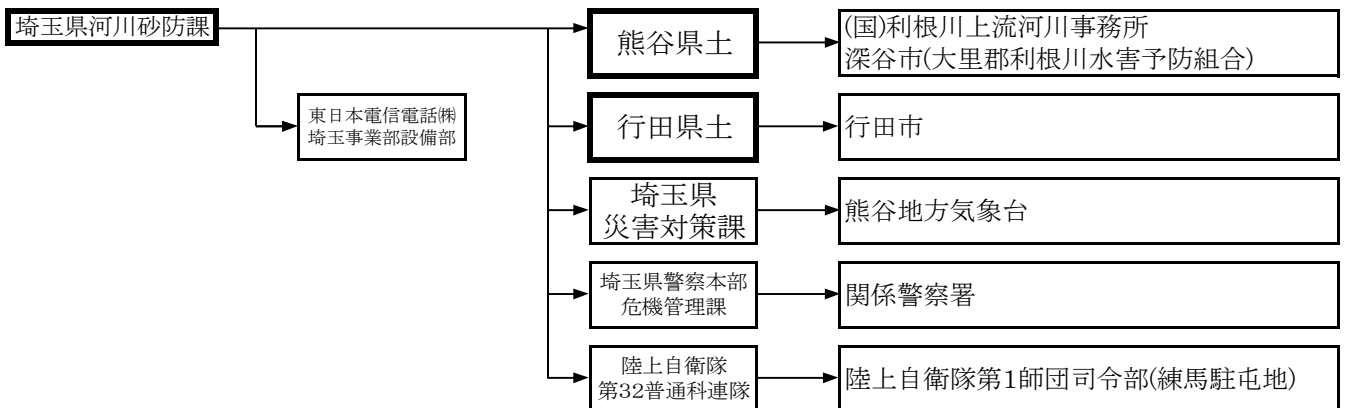 埼玉県河川砂防課
熊谷県土
(国)利根川上流河川事務所
深谷市(大里郡利根川水害予防組合)
東日本電信電話㈱
埼玉事業部設備部
行田県土
行田市
埼玉県
災害対策課
熊谷地方気象台
埼玉県警察本部
危機管理課
関係警察署
陸上自衛隊
第32普通科連隊
陸上自衛隊第1師団司令部(練馬駐屯地)